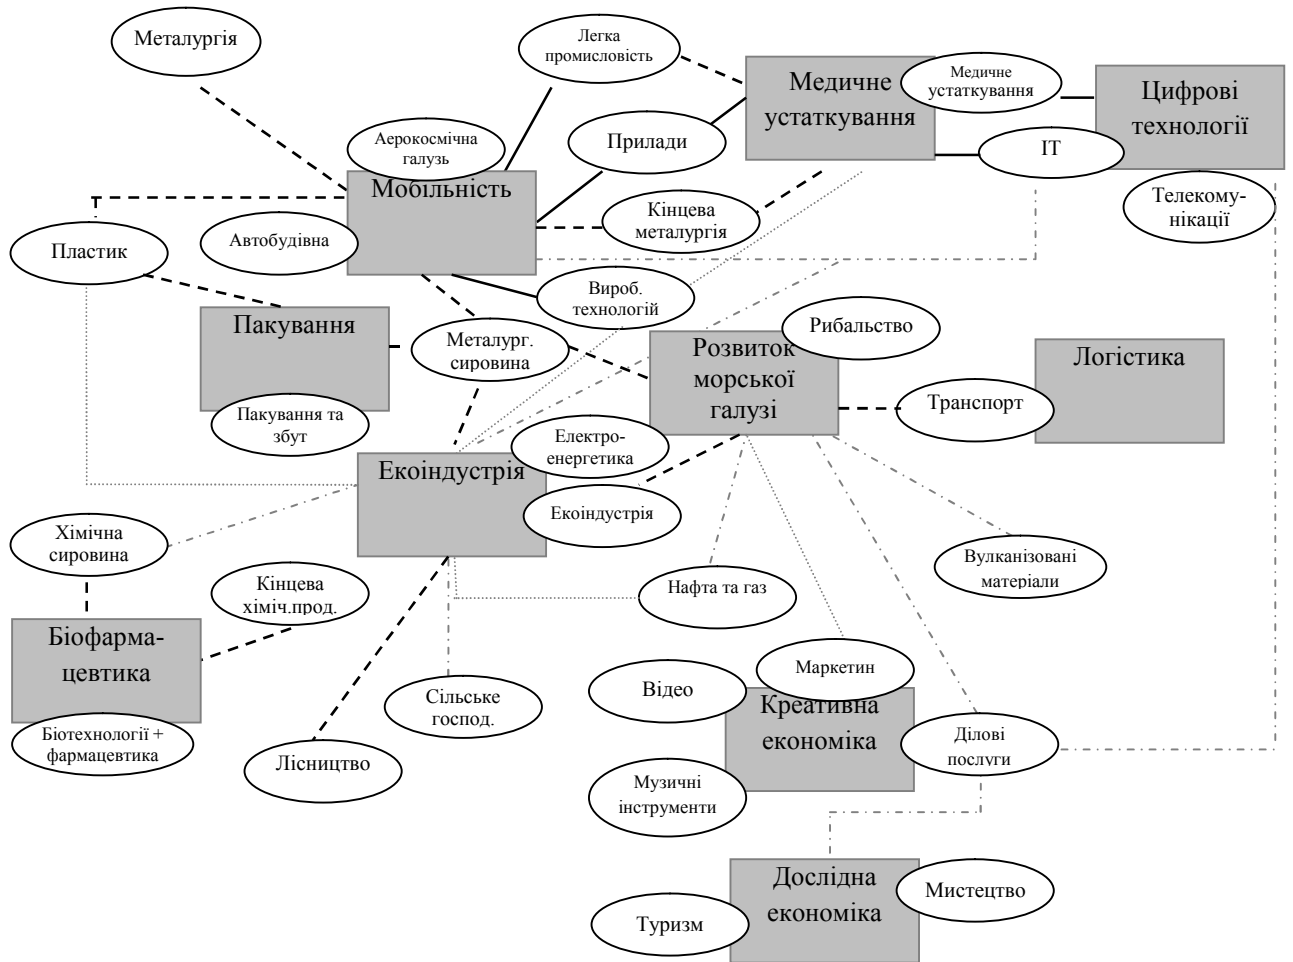 Металургія
Легка
промисловість
Медичне
устаткування
Медичне
устаткування
Цифрові
технології
Аерокосмічна
галузь
Прилади
ІТ
Мобільність
Телекому-
нікації
Кінцева
металургія
Автобудівна
Пластик
Вироб.
технологій
Пакування
Металург.
сировина
Рибальство
Розвиток
морської
галузі
Логістика
Транспорт
Пакування та
збут
Електро-
енергетика
Екоіндустрія
Екоіндустрія
Хімічна
сировина
Вулканізовані
матеріали
Кінцева
хіміч.прод.
Нафта та газ
Біофарма-
цевтика
Маркетин
Відео
Сільське
господ.
Креативна
економіка
Ділові
послуги
Біотехнології +
фармацевтика
Лісництво
Музичні
інструменти
Дослідна
економіка
Мистецтво
Туризм